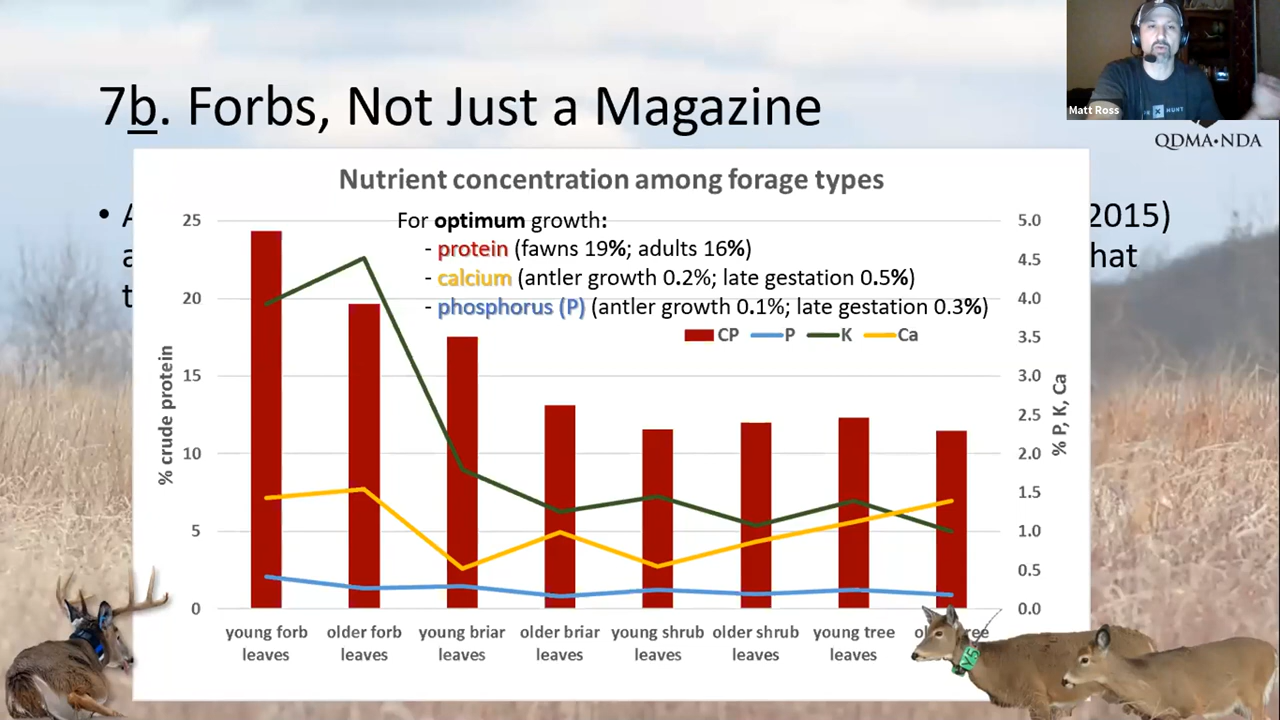 7b. Forbs, Not Just a Magazine
Matt Ross
HUNT
QDMA•NDA
2015)
hat
Nutrient concentration among forage types
For optimum growth:
- protein (fawns 19%; adults 16%)
- calcium (antler growth 0.2%; late gestation 0.5%)
- phosphorus (P) (antler growth 0.1%; late gestation 0.3%)
CP P K Ca
25 5.0
4.5
20 4.0
3.5
15 3.0
2.5
10 2.0
1.5
5 1.0
0.5
0 0.0
% crude protein
% P, K, Ca
young forb leaves
older forb leaves
young briar leaves
older briar leaves
young shrub leaves
older shrub leaves
young tree leaves
Y5